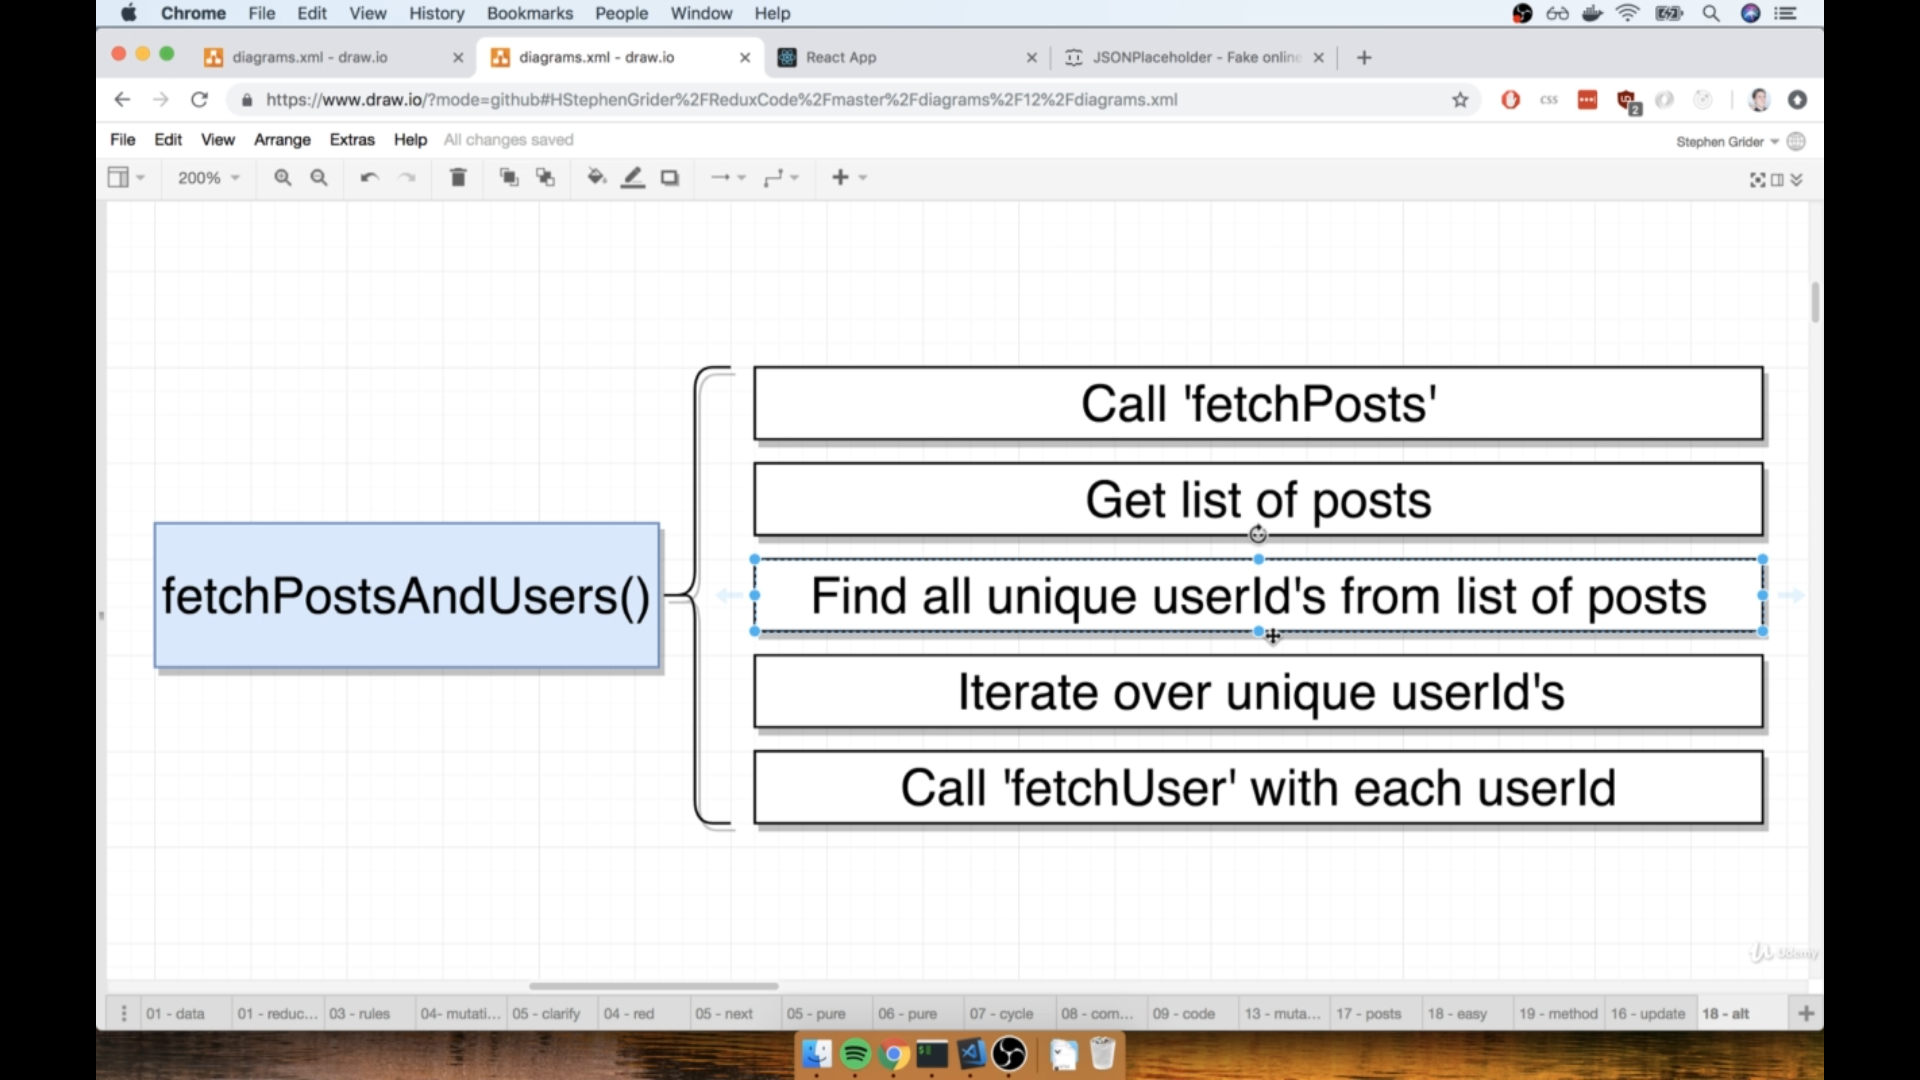 Chrome File Edit View History Bookmarks People Window Help
diagrams.xml - draw.io
diagrams.xml - draw.io
React App
JSONPlaceholder - Fake online
https://www.draw.io/?mode=github#HStephenGrider%2FReduxCode%2Fmaster%2Fdiagrams%2F12%2Fdiagrams.xml
css
2
File Edit View Arrange Extras Help All changes saved
Stephen Grider
200%
Call 'fetchPosts'
Get list of posts
fetchPostsAndUsers()
Find all unique userId's from list of posts
Iterate over unique userId's
Call 'fetchUser' with each userId
Udemy
01 - data
01 - reduc...
03 - rules
04- mutati...
05 - clarify
04 - red
05 - next
05 - pure
06 - pure
07 - cycle
08 - com...
09 - code
13 - muta...
17 - posts
18 - easy
19 - method
16 - update
18 - alt